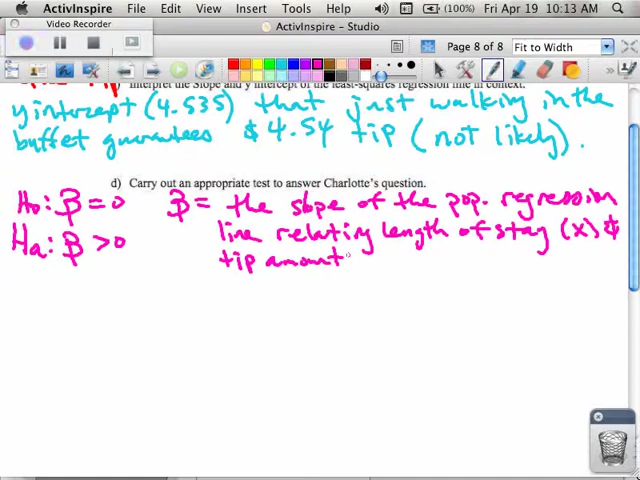 ActivInspire File Edit View Insert Tools Help (100%) Fri Apr 19 10:13 AM
Video Recorder
ActivInspire - Studio
Page 8 of 8 Fit to Width
Interpret the slope and y intercept of the least-squares regression line in context.
y intercept (4.535) that just walking in the
buffet guarantees $4.54 tip (not likely).
d) Carry out an appropriate test to answer Charlotte's question.
Ho: β = 0 β = the slope of the pop. regression
Ha: β > 0 line relating length of stay (x) &
tip amount